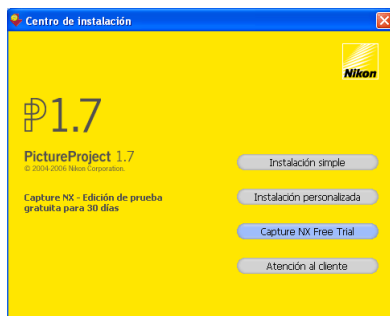 Centro de instalación
Nikon
P1.7
PictureProject 1.7
© 2004-2006 Nikon Corporation.
Capture NX - Edición de prueba
gratuita para 30 días
Instalación simple
Instalación personalizada
Capture NX Free Trial
Atención al cliente